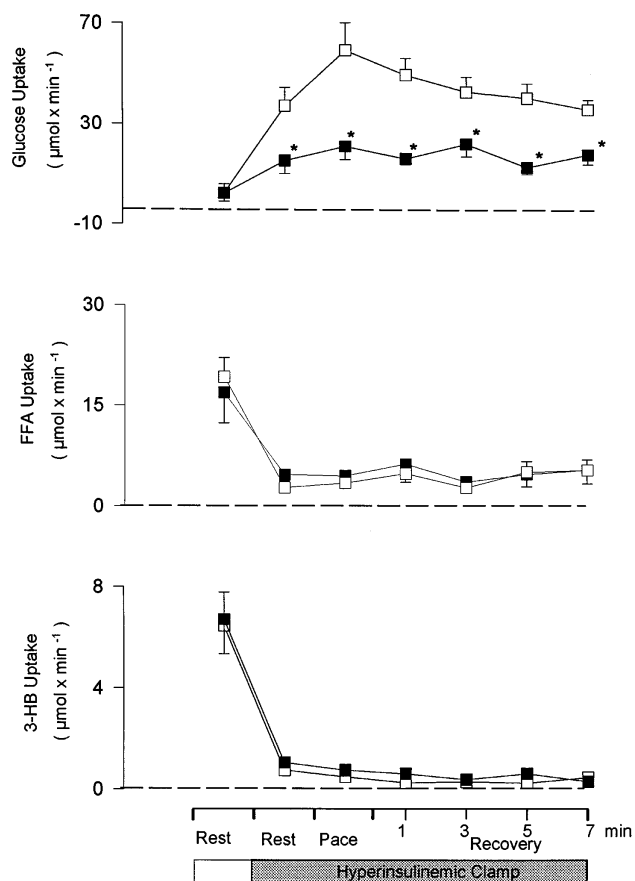 70
30
-10
Glucose Uptake
( µmol x min -1 )
* * * * * *
30
15
0
FFA Uptake
( µmol x min -1 )
8
4
0
3-HB Uptake
( µmol x min -1 )
Rest Rest Pace 1 3 5 7 min
Recovery
Hyperinsulinemic Clamp